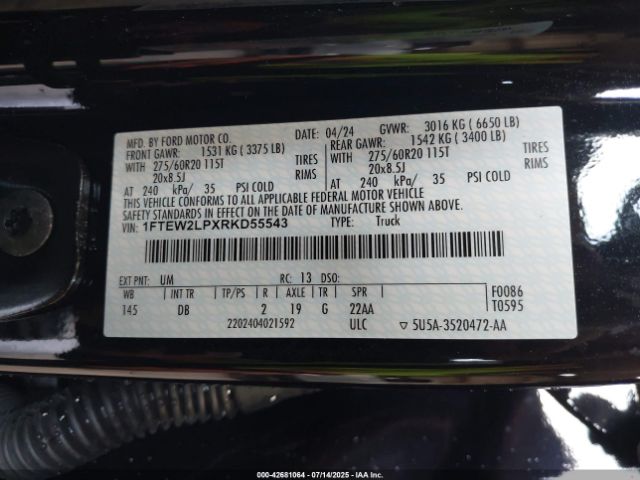 MFD. BY FORD MOTOR CO.
DATE: 04/24 GVWR: 3016 KG ( 6650 LB)
FRONT GAWR: 1531 KG ( 3375 LB) REAR GAWR: 1542 KG ( 3400 LB)
WITH 275/60R20 115T TIRES WITH 275/60R20 115T TIRES
20x8.5J RIMS 20x8.5J RIMS
AT 240 kPa/ 35 PSI COLD AT 240 kPa/ 35 PSI COLD
THIS VEHICLE CONFORMS TO ALL APPLICABLE FEDERAL MOTOR VEHICLE
SAFETY STANDARDS IN EFFECT ON THE DATE OF MANUFACTURE SHOWN ABOVE.
VIN: 1FTEW2LPXRKD55543 TYPE: Truck
EXT PNT: UM RC: 13 DSO:
WB INT TR TP/PS R AXLE TR SPR F0086
145 DB 2 19 G 22AA T0595
2202404021592 ULC ▽ 5U5A-3520472-AA
000-42681064 | 07/14/2025 | IAAI.COM